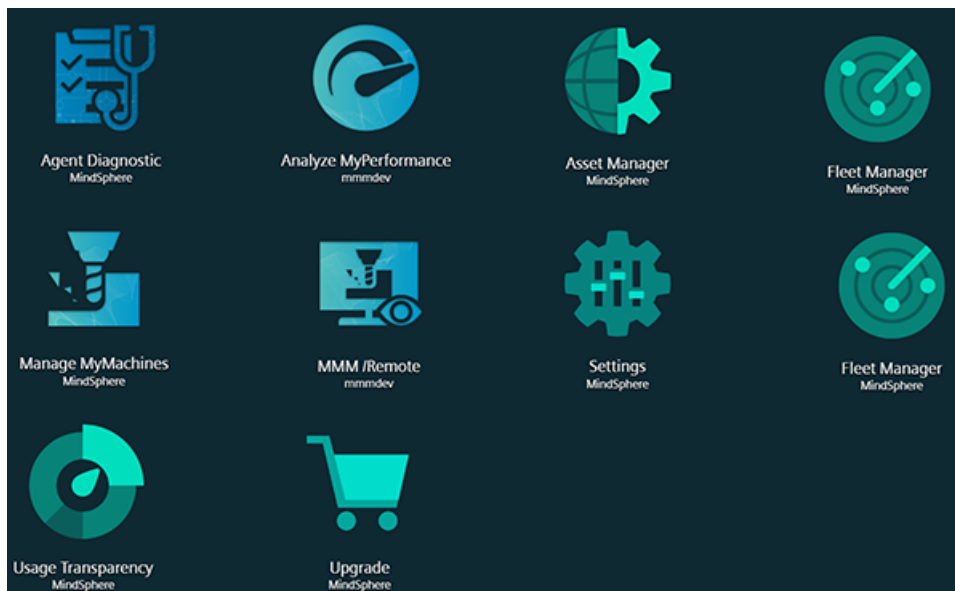 Agent Diagnostic
MindSphere
Analyze MyPerformance
mmmdev
Asset Manager
MindSphere
Fleet Manager
MindSphere
Manage MyMachines
MindSphere
MMM /Remote
mmmdev
Settings
MindSphere
Fleet Manager
MindSphere
Usage Transparency
MindSphere
Upgrade
MindSphere